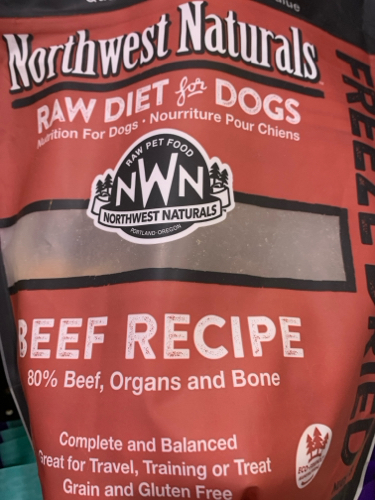 Northwest Naturals
RAW DIET for DOGS
Nutrition For Dogs • Nourriture Pour Chiens
RAW PET FOOD
NWN
NORTHWEST NATURALS
PORTLAND • OREGON
BEEF RECIPE
80% Beef, Organs and Bone
Complete and Balanced
Great for Travel, Training or Treat
Grain and Gluten Free
FREEZE DRIED